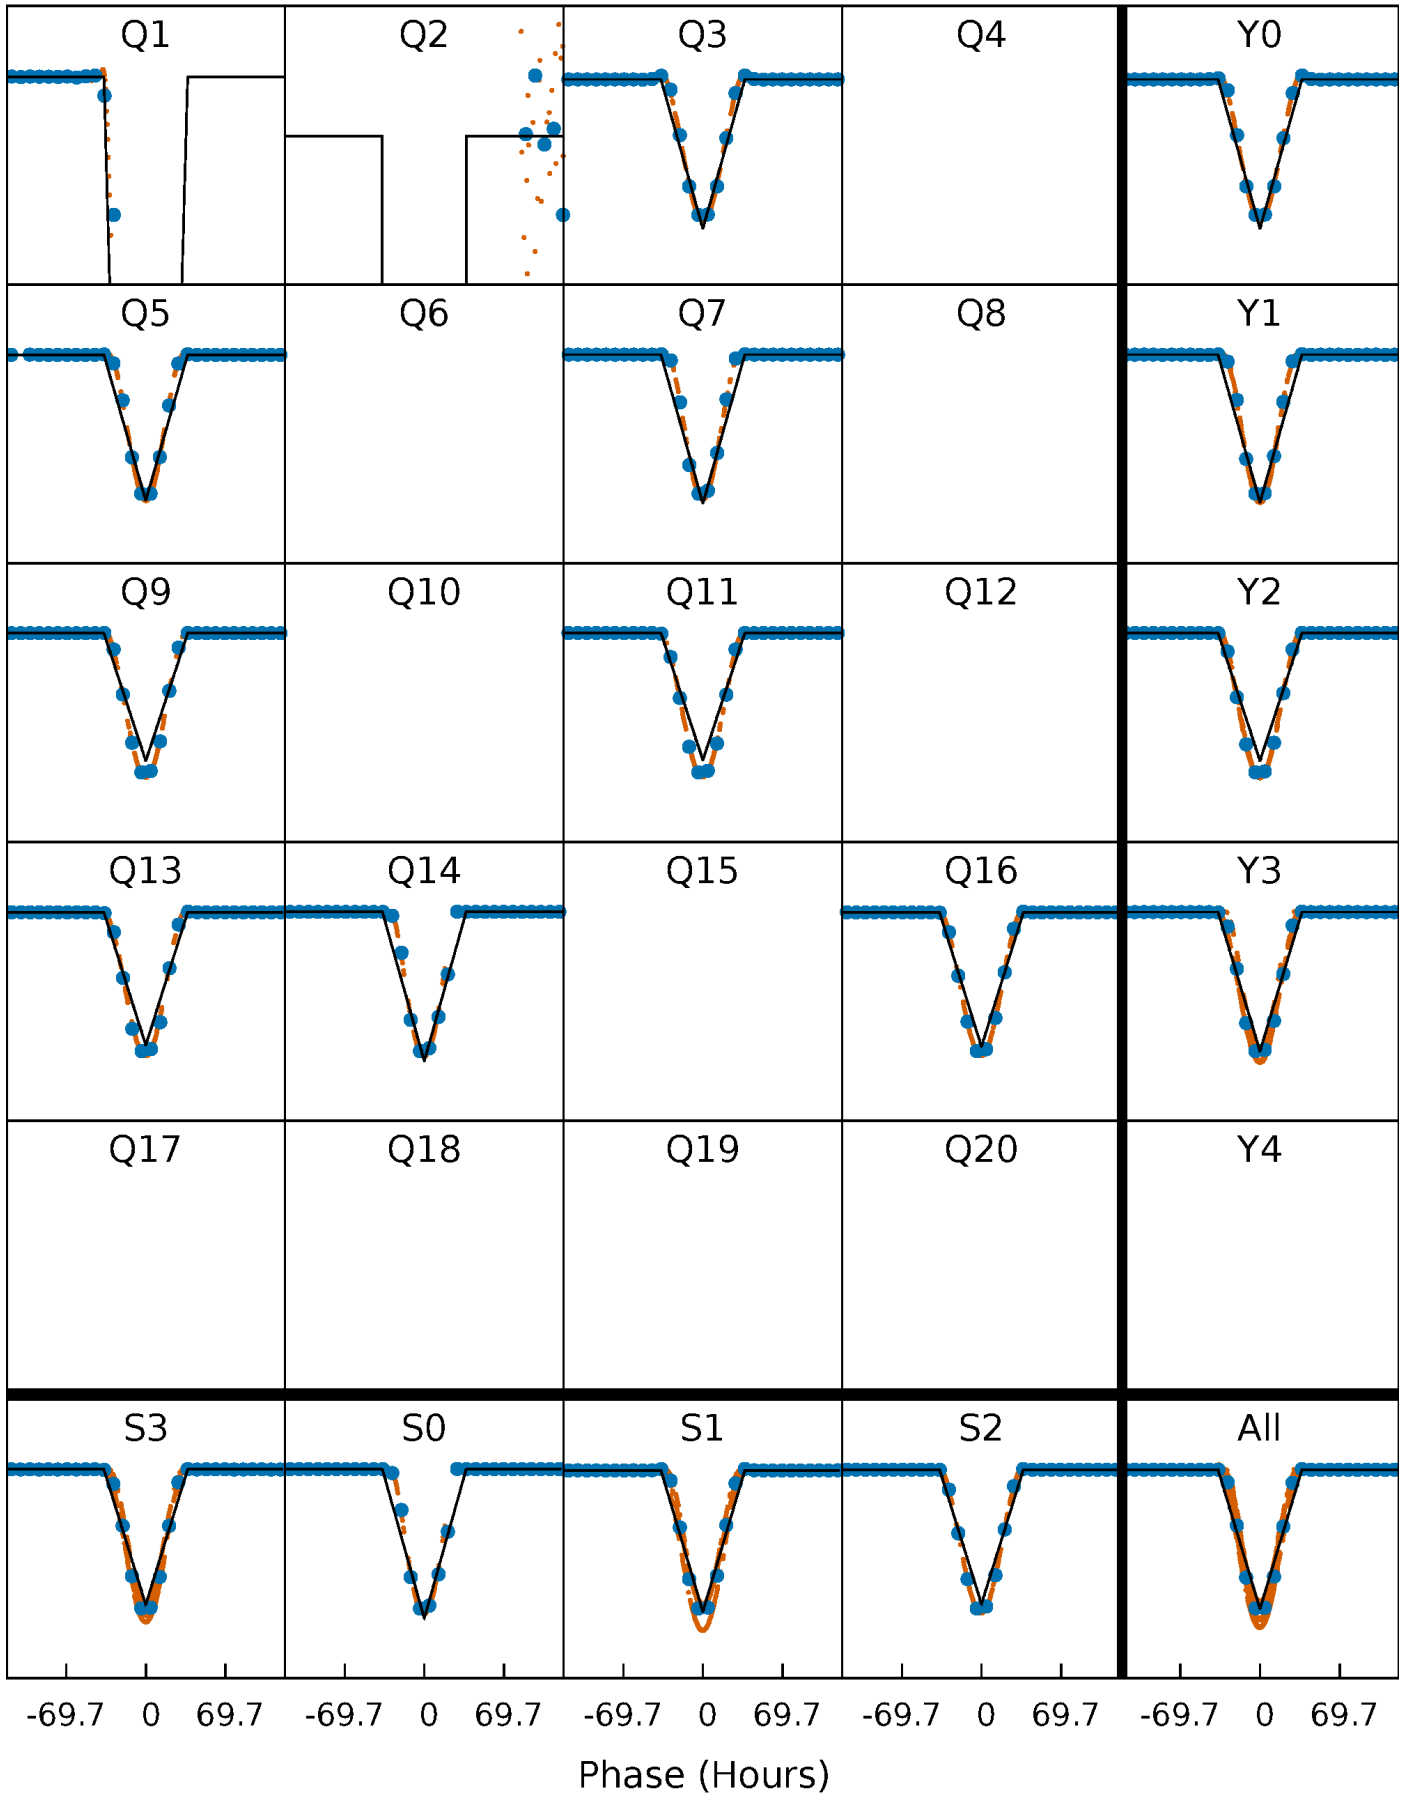 Q1 Q2 Q3 Q4 Y0
Q5 Q6 Q7 Q8 Y1
Q9 Q10 Q11 Q12 Y2
Q13 Q14 Q15 Q16 Y3
Q17 Q18 Q19 Q20 Y4
S3 S0 S1 S2 All
-69.7 0 69.7 -69.7 0 69.7 -69.7 0 69.7 -69.7 0 69.7 -69.7 0 69.7
Phase (Hours)